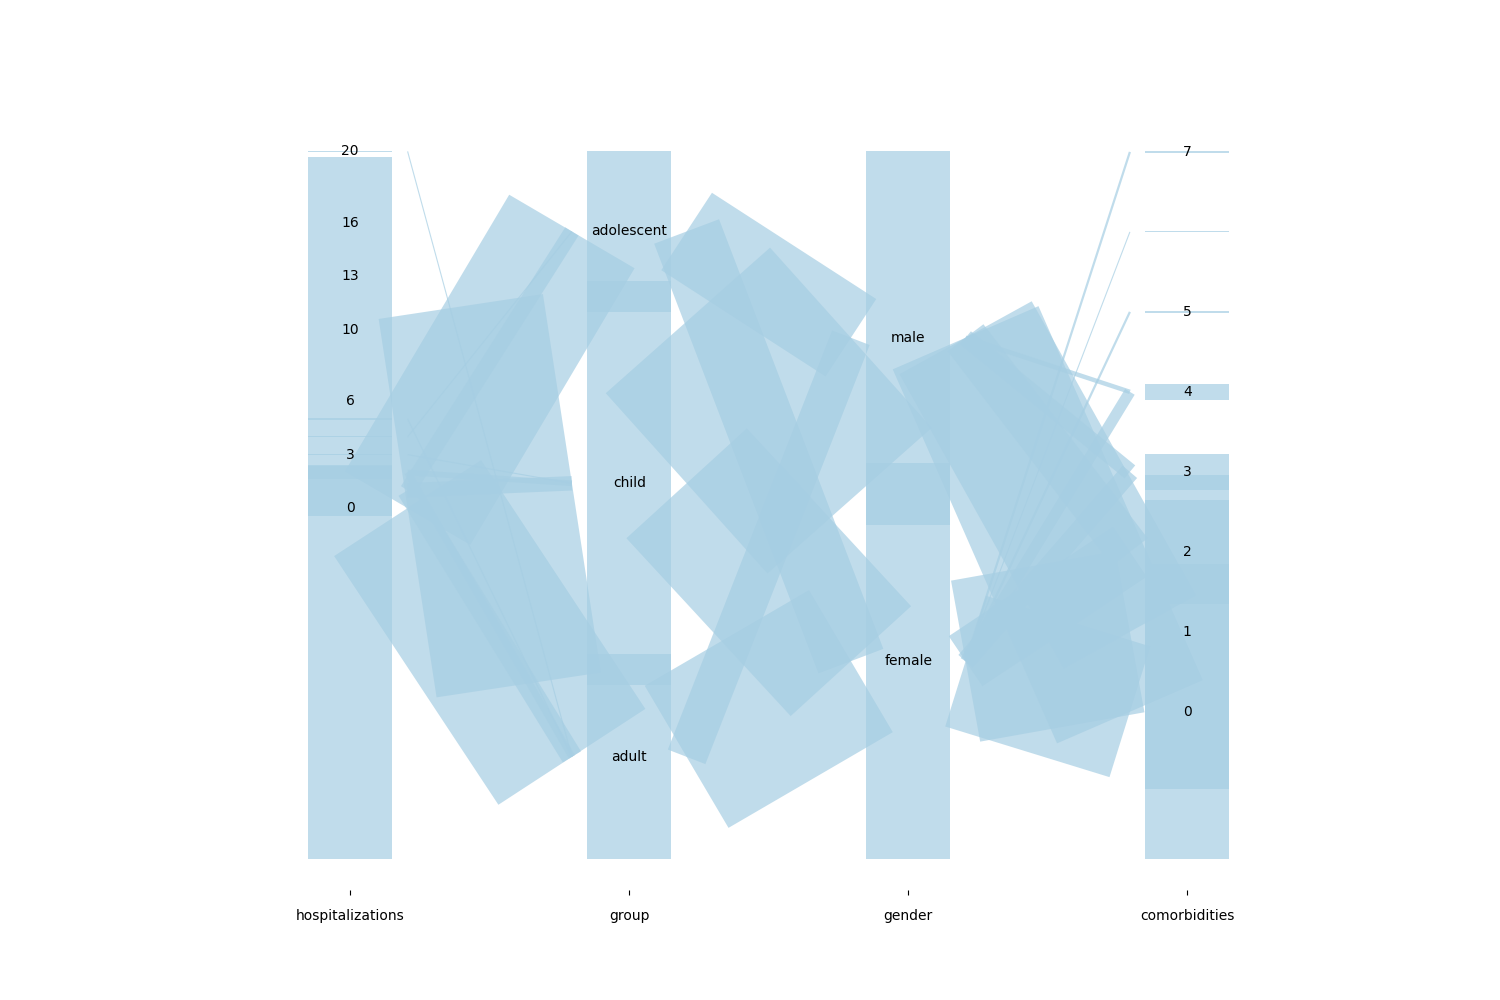 20
16
13
10
6
3
0
adolescent
child
adult
male
female
7
5
4
3
2
1
0
hospitalizations
group
gender
comorbidities